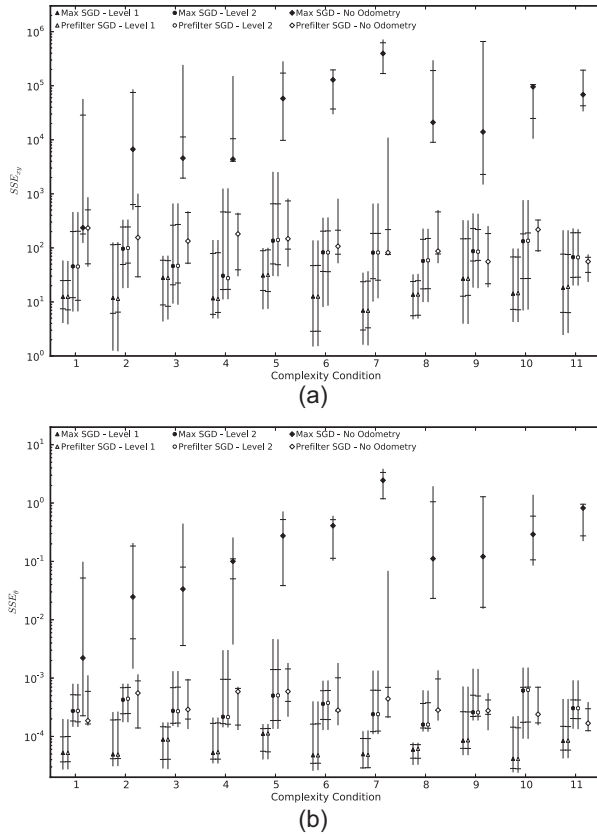 ▲ Max SGD – Level 1 ● Max SGD – Level 2 ◆ Max SGD – No Odometry
△ Prefilter SGD – Level 1 ○ Prefilter SGD – Level 2 ◇ Prefilter SGD – No Odometry
10^6
10^5
10^4
10^3
10^2
10^1
10^0
SSE_xy
1 2 3 4 5 6 7 8 9 10 11
Complexity Condition
(a)
▲ Max SGD – Level 1 ● Max SGD – Level 2 ◆ Max SGD – No Odometry
△ Prefilter SGD – Level 1 ○ Prefilter SGD – Level 2 ◇ Prefilter SGD – No Odometry
10^1
10^0
10^-1
10^-2
10^-3
10^-4
SSE_θ
1 2 3 4 5 6 7 8 9 10 11
Complexity Condition
(b)